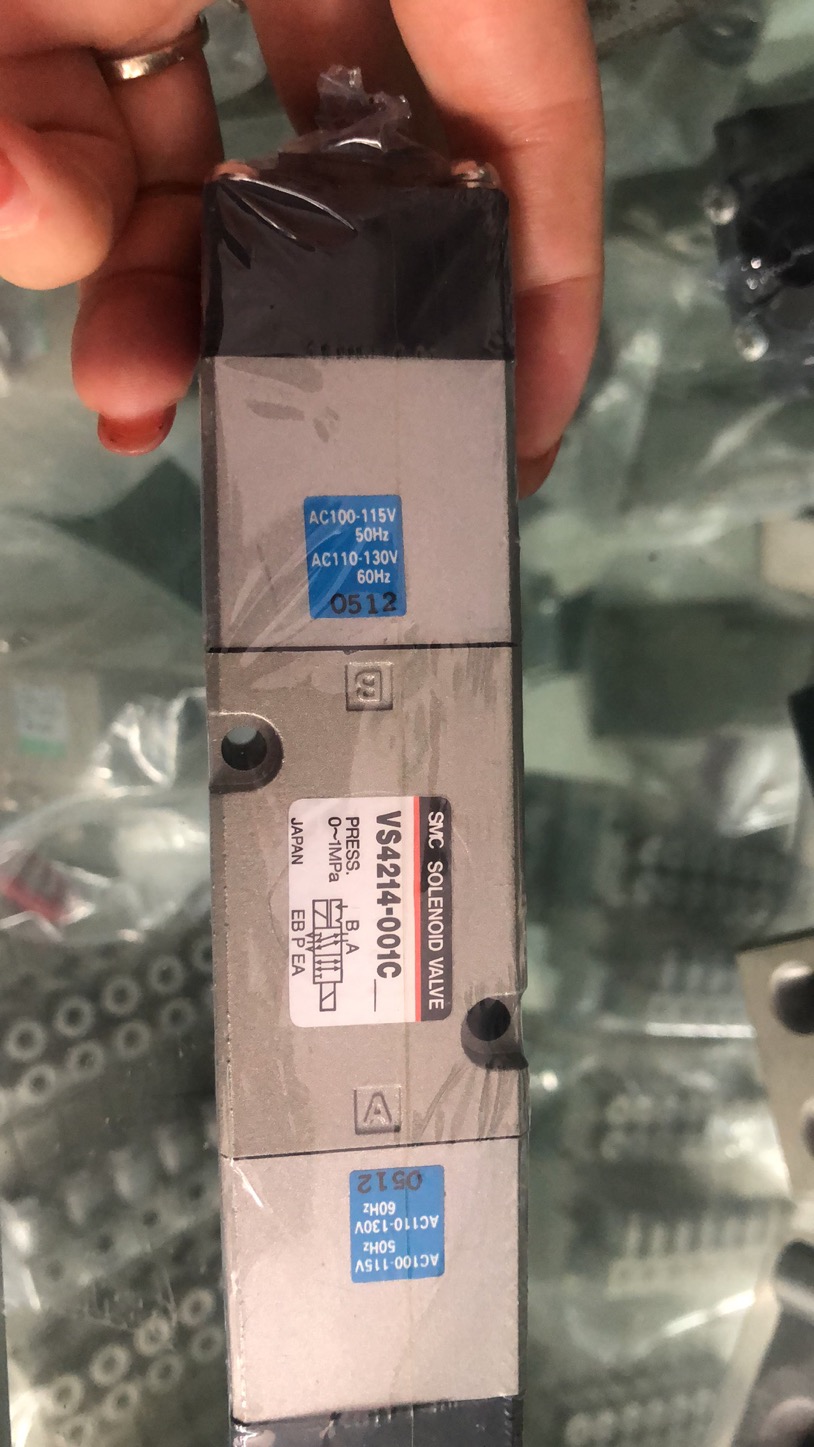 AC100-115V
50Hz
AC110-130V
60Hz
0512
B
SMC SOLENOID VALVE
VS4214-001C
PRESS.
0~1MPa
B A
EB P EA
JAPAN
A
AC100-115V
50Hz
AC110-130V
60Hz
0512